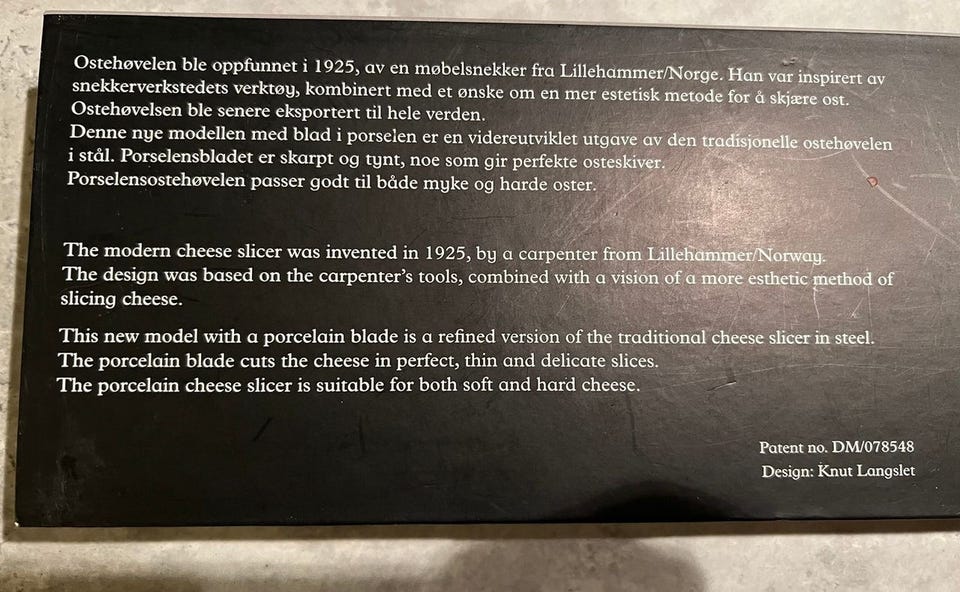 Ostehøvelen ble oppfunnet i 1925, av en møbelsnekker fra Lillehammer/Norge. Han var inspirert av
snekkerverkstedets verktøy, kombinert med et ønske om en mer estetisk metode for å skjære ost.
Ostehøvelsen ble senere eksportert til hele verden.
Denne nye modellen med blad i porselen er en videreutviklet utgave av den tradisjonelle ostehøvelen
i stål. Porselensbladet er skarpt og tynt, noe som gir perfekte osteskiver.
Porselensostehøvelen passer godt til både myke og harde oster.
The modern cheese slicer was invented in 1925, by a carpenter from Lillehammer/Norway.
The design was based on the carpenter's tools, combined with a vision of a more esthetic method of
slicing cheese.
This new model with a porcelain blade is a refined version of the traditional cheese slicer in steel.
The porcelain blade cuts the cheese in perfect, thin and delicate slices.
The porcelain cheese slicer is suitable for both soft and hard cheese.
Patent no. DM/078548
Design: Knut Langslet